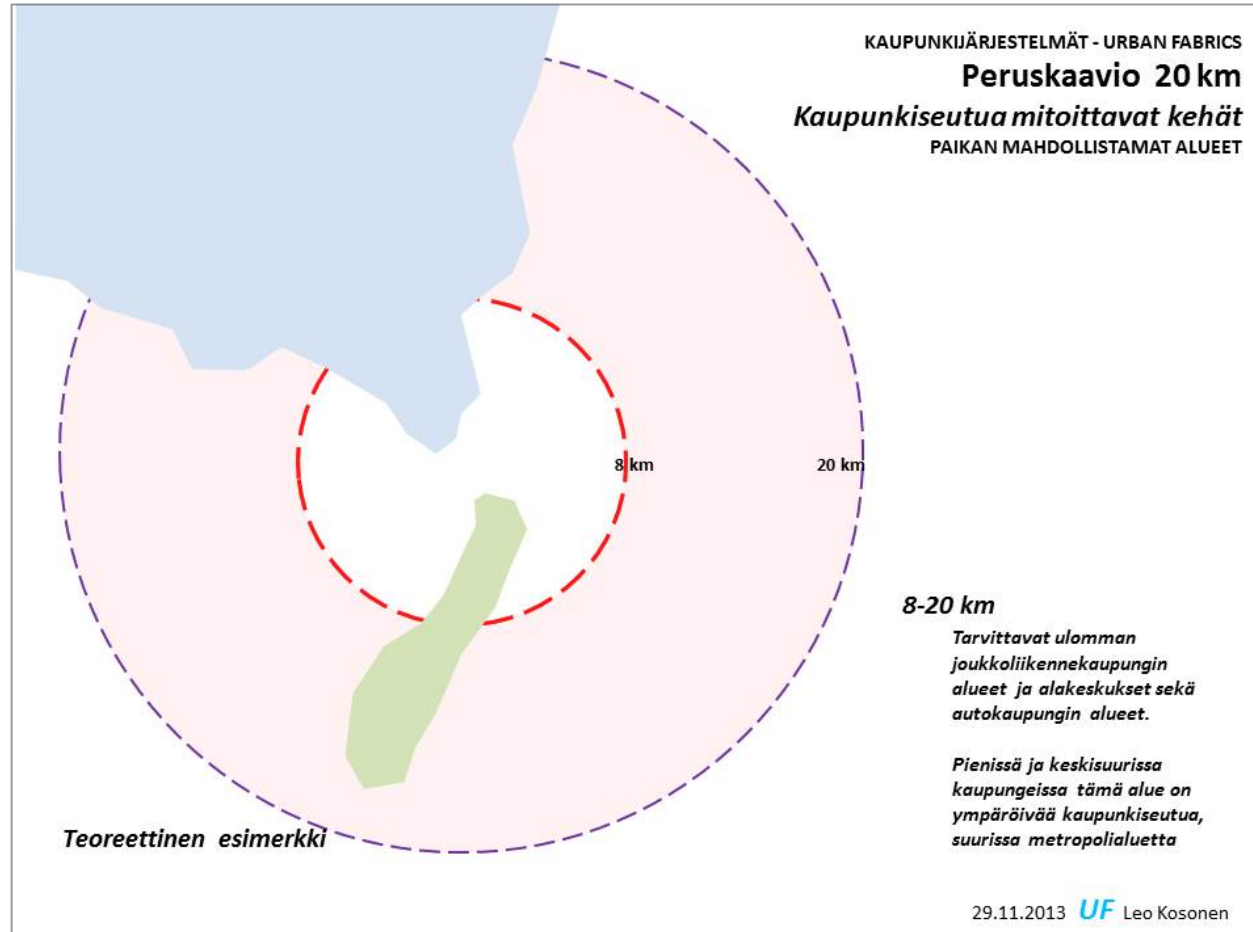 KAUPUNKIJÄRJESTELMÄT - URBAN FABRICS
Peruskaavio 20 km
Kaupunkiseutua mitoittavat kehät
PAIKAN MAHDOLLISTAMAT ALUEET
8 km
20 km
8-20 km
Tarvittavat ulomman
joukkoliikennekaupungin
alueet ja alakeskukset sekä
autokaupungin alueet.
Pienissä ja keskisuurissa
kaupungeissa tämä alue on
ympäröivää kaupunkiseutua,
suurissa metropolialuetta
Teoreettinen esimerkki
29.11.2013 UF Leo Kosonen